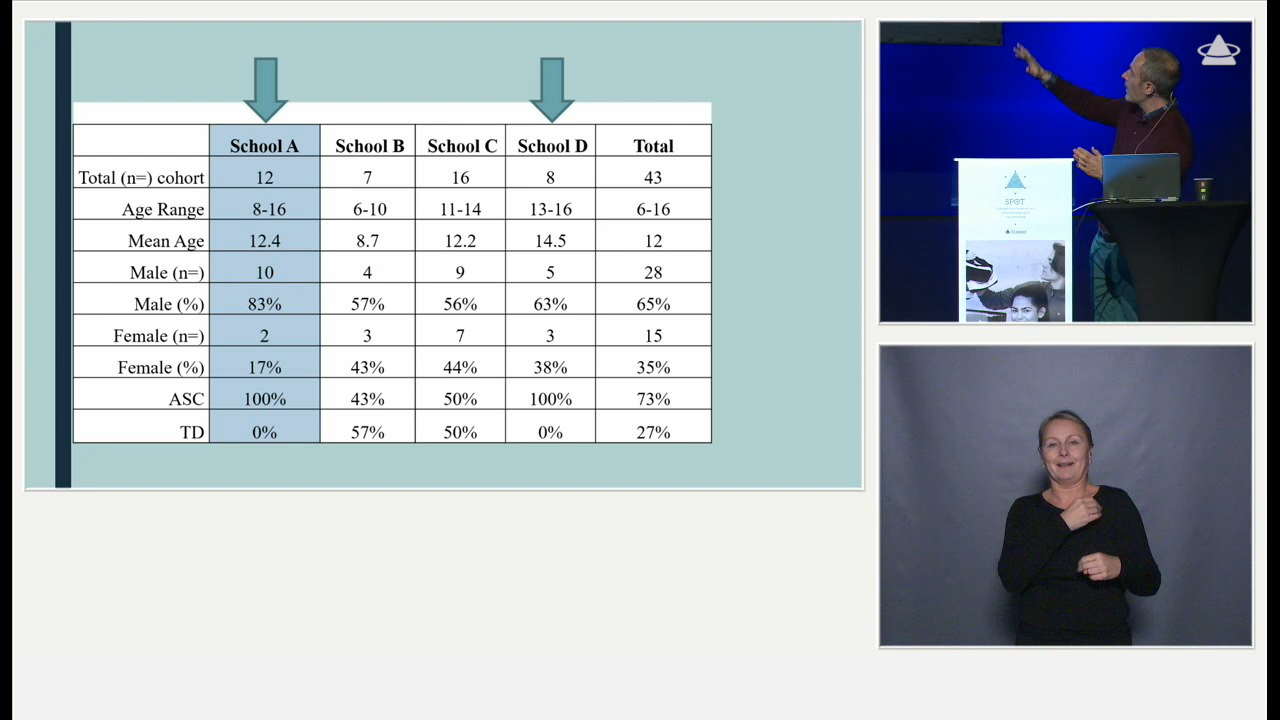 School A School B School C School D Total
Total (n=) cohort 12 7 16 8 43
Age Range 8-16 6-10 11-14 13-16 6-16
Mean Age 12.4 8.7 12.2 14.5 12
Male (n=) 10 4 9 5 28
Male (%) 83% 57% 56% 63% 65%
Female (n=) 2 3 7 3 15
Female (%) 17% 43% 44% 38% 35%
ASC 100% 43% 50% 100% 73%
TD 0% 57% 50% 0% 27%